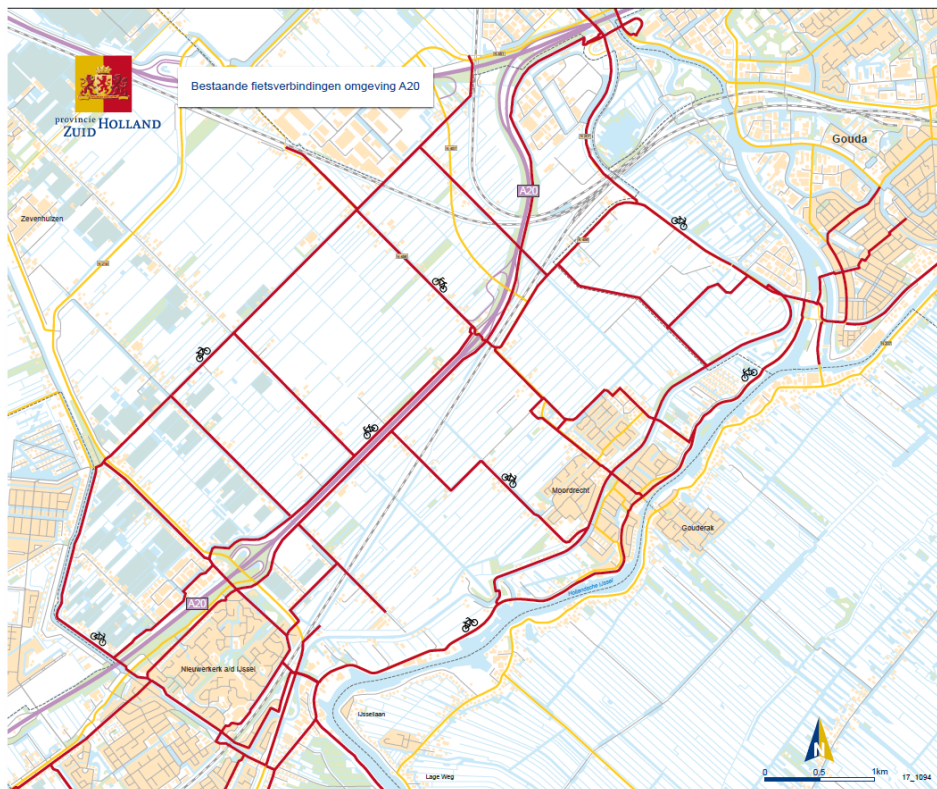 Bestaande fietsverbindingen omgeving A20
provincie
ZUID HOLLAND
Gouda
A20
Zevenhuizen
Moordrecht
Gouderak
Hollandsche IJssel
A20
Nieuwerkerk a/d IJssel
IJssellaan
Lage Weg
N
0 0,5 1km
17_1094